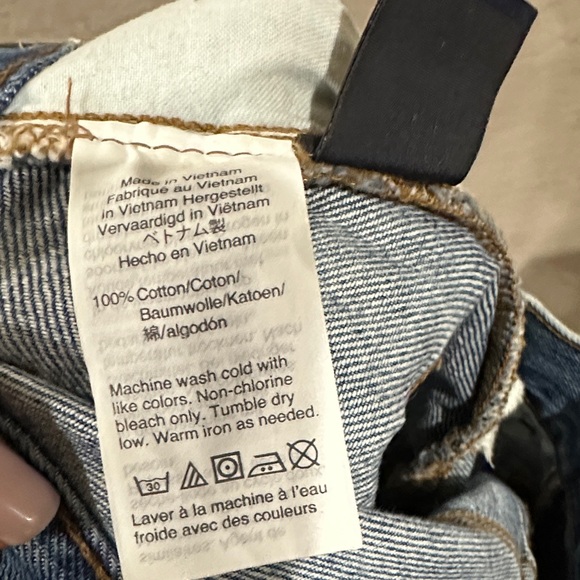 Made in Vietnam
Fabriqué au Vietnam
in Vietnam Hergestellt
Vervaardigd in Viëtnam
ベトナム製
Hecho en Vietnam
100% Cotton/Coton/
Baumwolle/Katoen/
綿/algodón
Machine wash cold with
like colors. Non-chlorine
bleach only. Tumble dry
low. Warm iron as needed.
30
Laver à la machine à l'eau
froide avec des couleurs